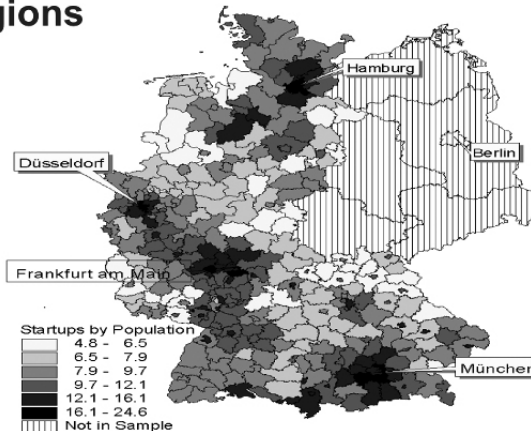 gions
Hamburg
Berlin
Düsseldorf
Frankfurt am Main
München
Startups by Population
4.8 - 6.5
6.5 - 7.9
7.9 - 9.7
9.7 - 12.1
12.1 - 16.1
16.1 - 24.6
Not in Sample